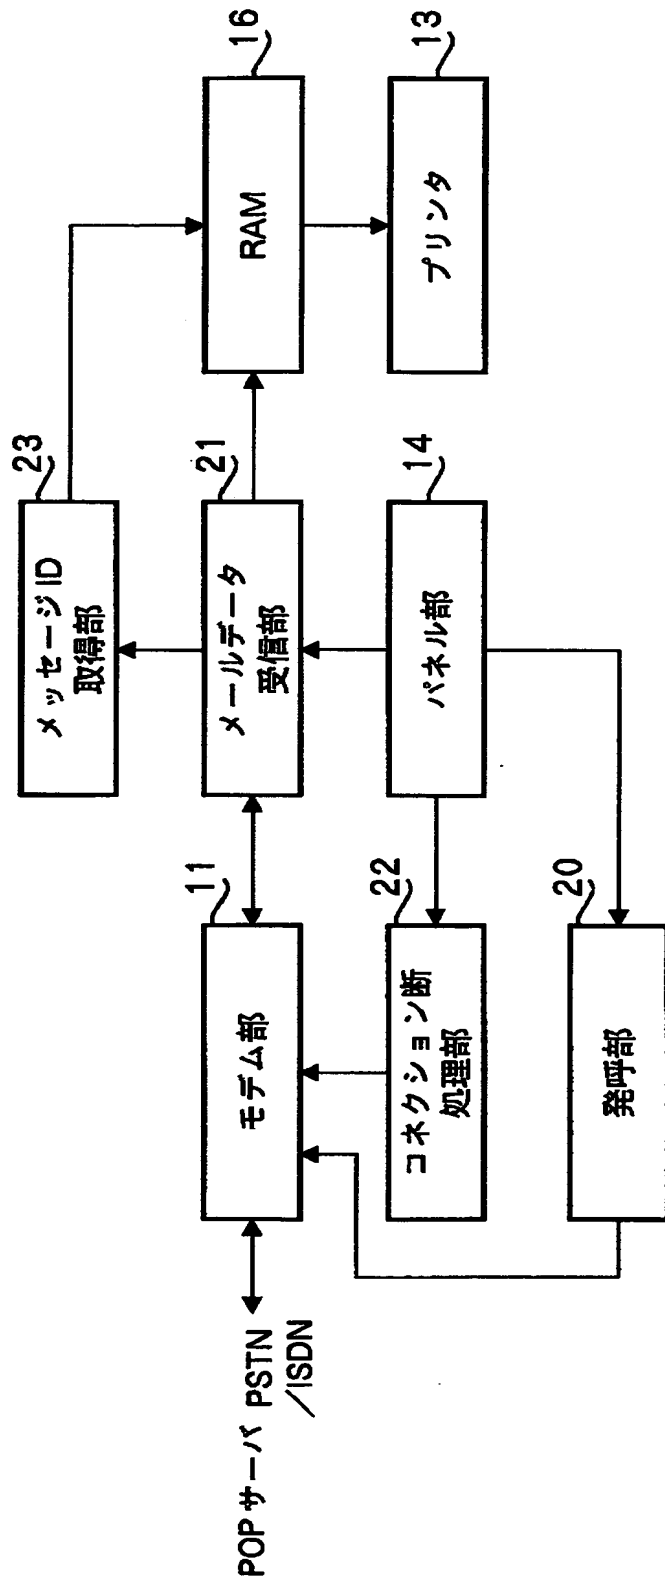 メッセージID
取得部
23
モデム部
11
メールデータ
受信部
21
RAM
16
POPサーバ PSTN
/ISDN
コネクション断
処理部
22
パネル部
14
プリンタ
13
発呼部
20